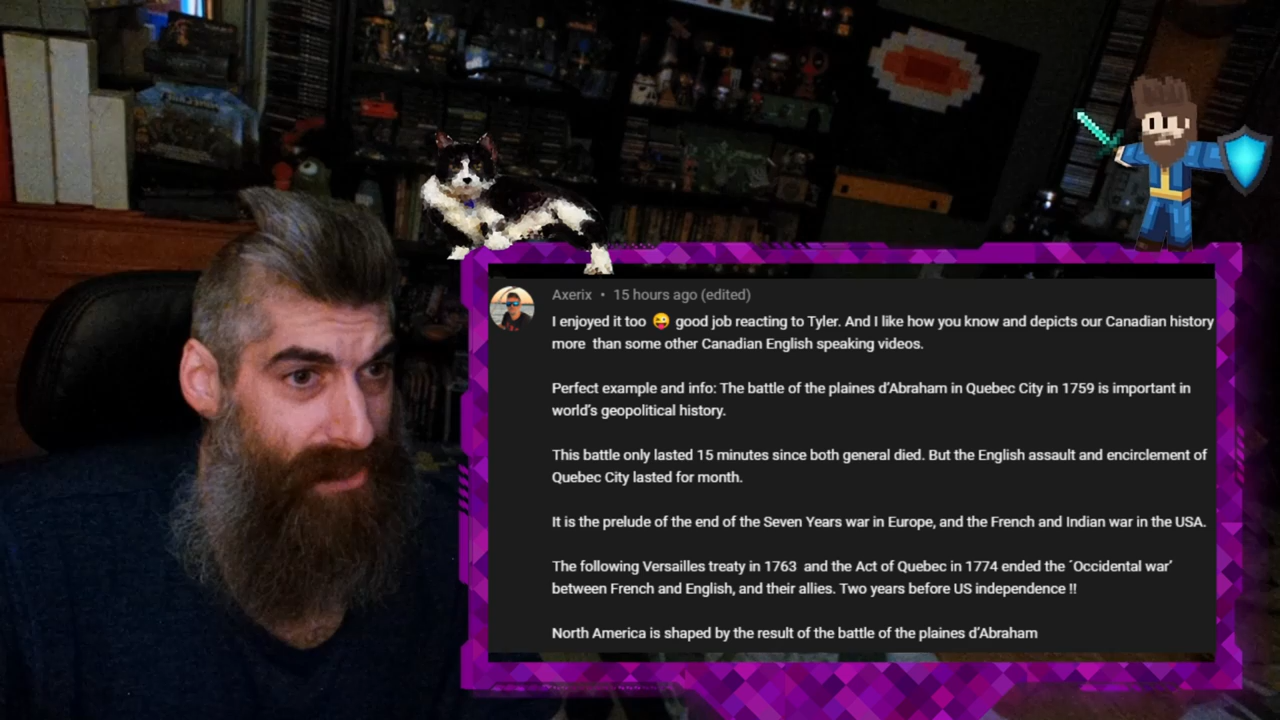 Axerix • 15 hours ago (edited)
I enjoyed it too 😜 good job reacting to Tyler. And I like how you know and depicts our Canadian history
more than some other Canadian English speaking videos.
Perfect example and info: The battle of the plaines d'Abraham in Quebec City in 1759 is important in
world's geopolitical history.
This battle only lasted 15 minutes since both general died. But the English assault and encirclement of
Quebec City lasted for month.
It is the prelude of the end of the Seven Years war in Europe, and the French and Indian war in the USA.
The following Versailles treaty in 1763 and the Act of Quebec in 1774 ended the ´Occidental war'
between French and English, and their allies. Two years before US independence !!
North America is shaped by the result of the battle of the plaines d'Abraham